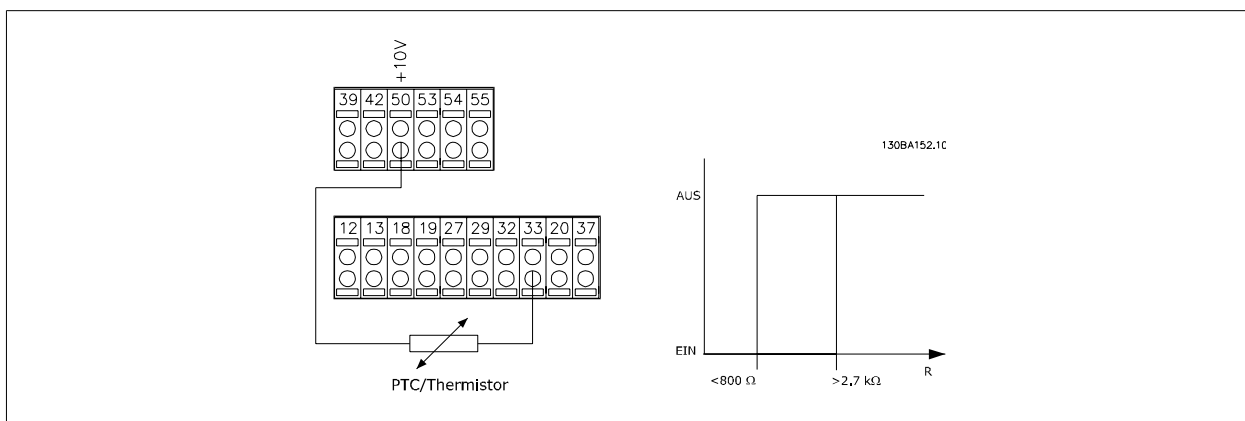 +10V
39 42 50 53 54 55
12 13 18 19 27 29 32 33 20 37
PTC/Thermistor
130BA152.10
AUS
EIN
<800 Ω >2,7 kΩ
R